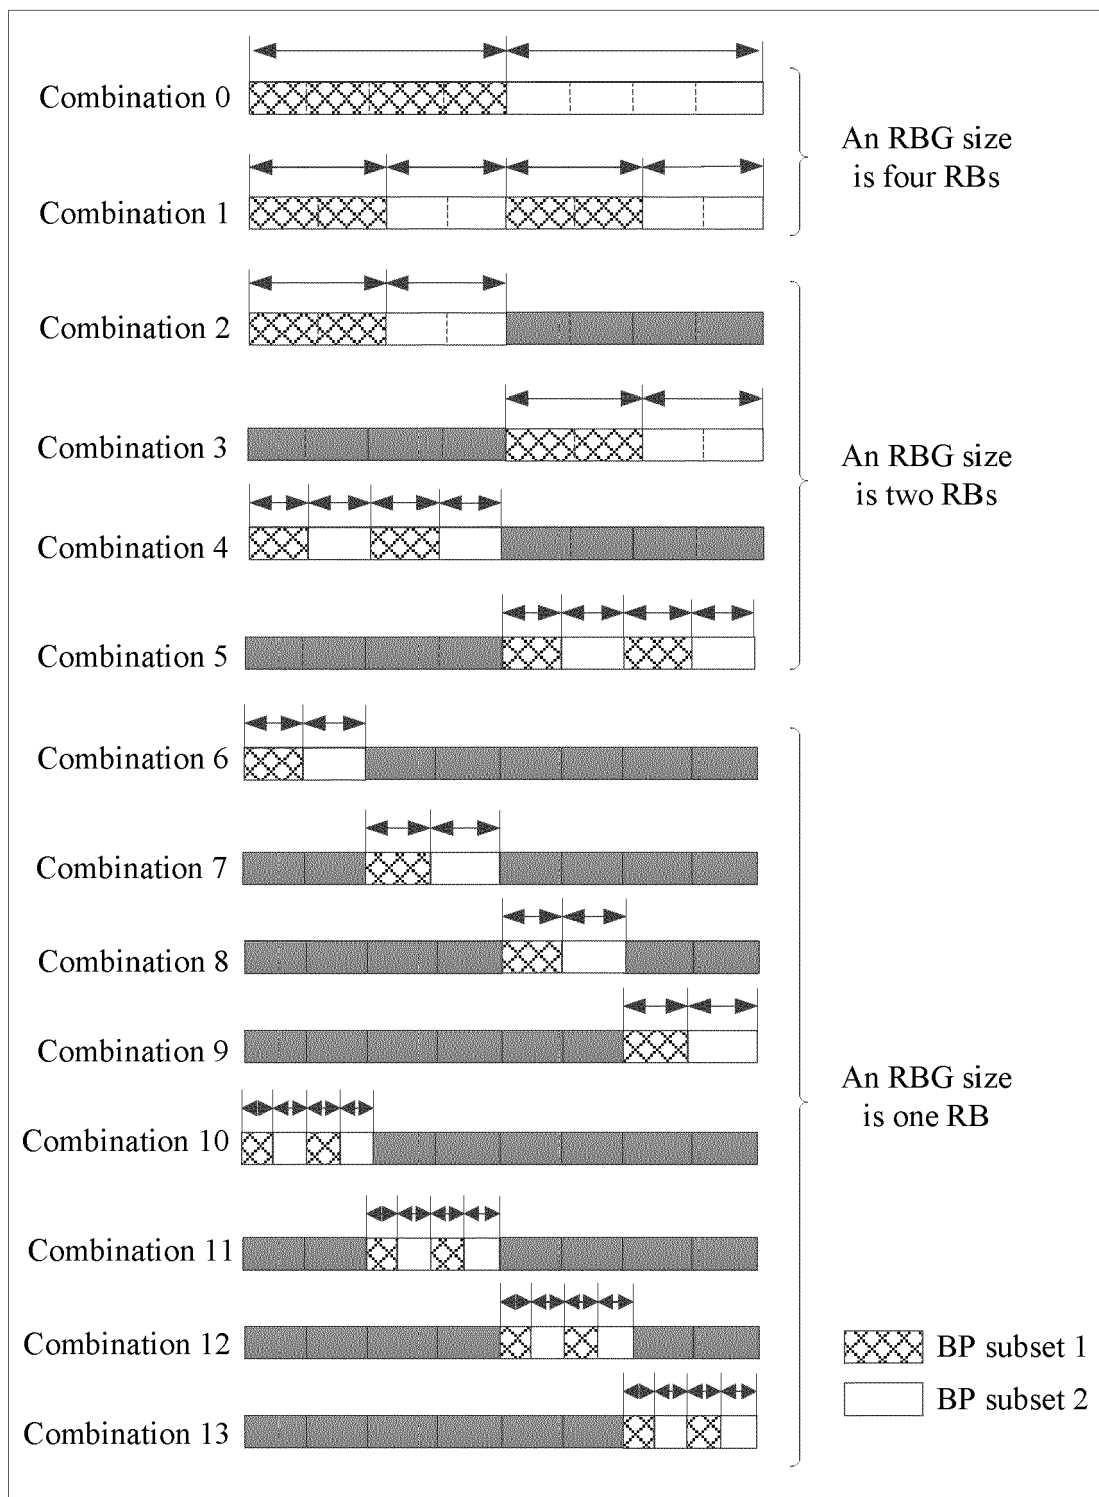 Combination 0
Combination 1
An RBG size
is four RBs
Combination 2
Combination 3
Combination 4
Combination 5
An RBG size
is two RBs
Combination 6
Combination 7
Combination 8
Combination 9
Combination 10
Combination 11
Combination 12
Combination 13
An RBG size
is one RB
BP subset 1
BP subset 2